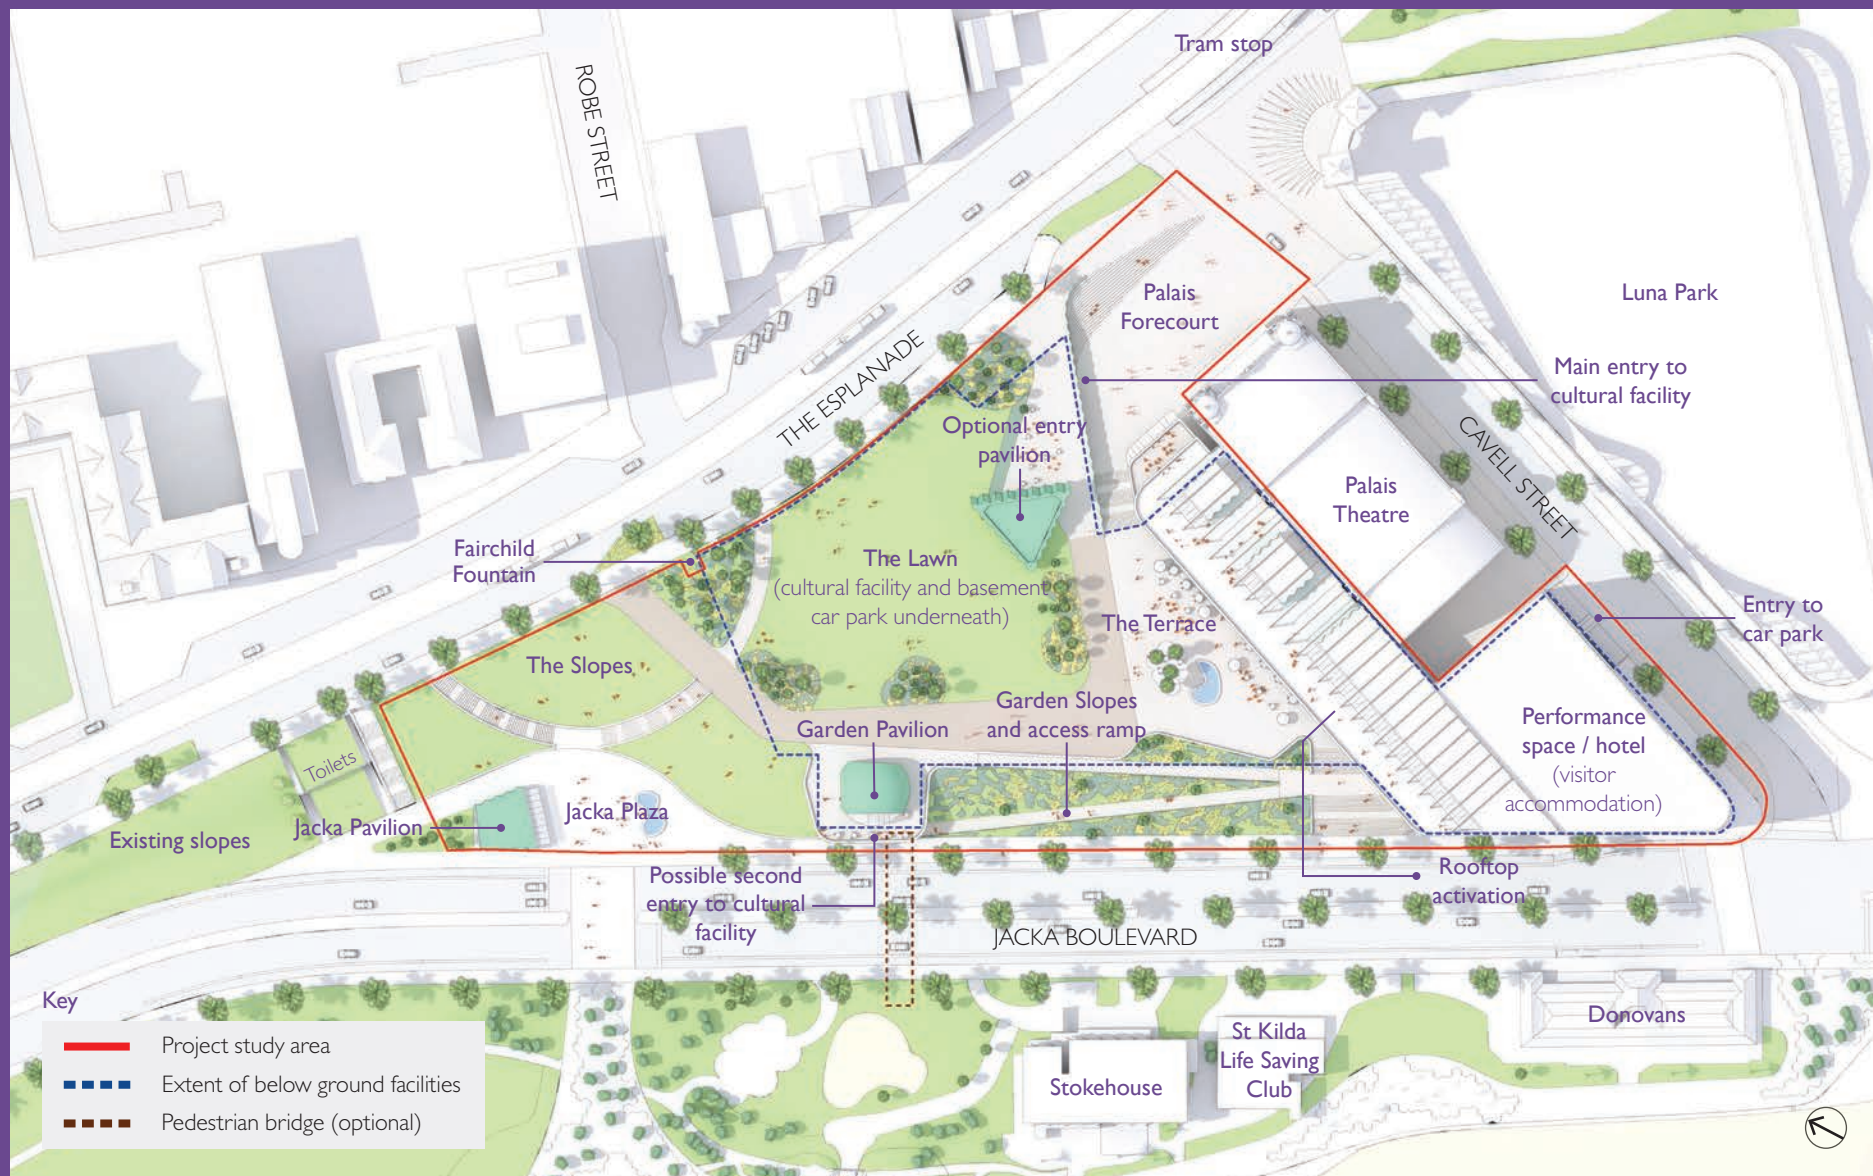 Tram stop
ROBE STREET
Luna Park
Palais
Forecourt
THE ESPLANADE
Main entry to
cultural facility
Optional entry
pavilion
CAVELL STREET
Palais
Theatre
Fairchild
Fountain
The Lawn
(cultural facility and basement
car park underneath)
The Terrace
Entry to
car park
The Slopes
Garden Slopes
and access ramp
Garden Pavilion
Performance
space / hotel
(visitor
accommodation)
Toilets
Jacka Plaza
Jacka Pavilion
Existing slopes
Possible second
entry to cultural
facility
Rooftop
activation
JACKA BOULEVARD
Key
Project study area
Extent of below ground facilities
Pedestrian bridge (optional)
Stokehouse
St Kilda
Life Saving
Club
Donovans